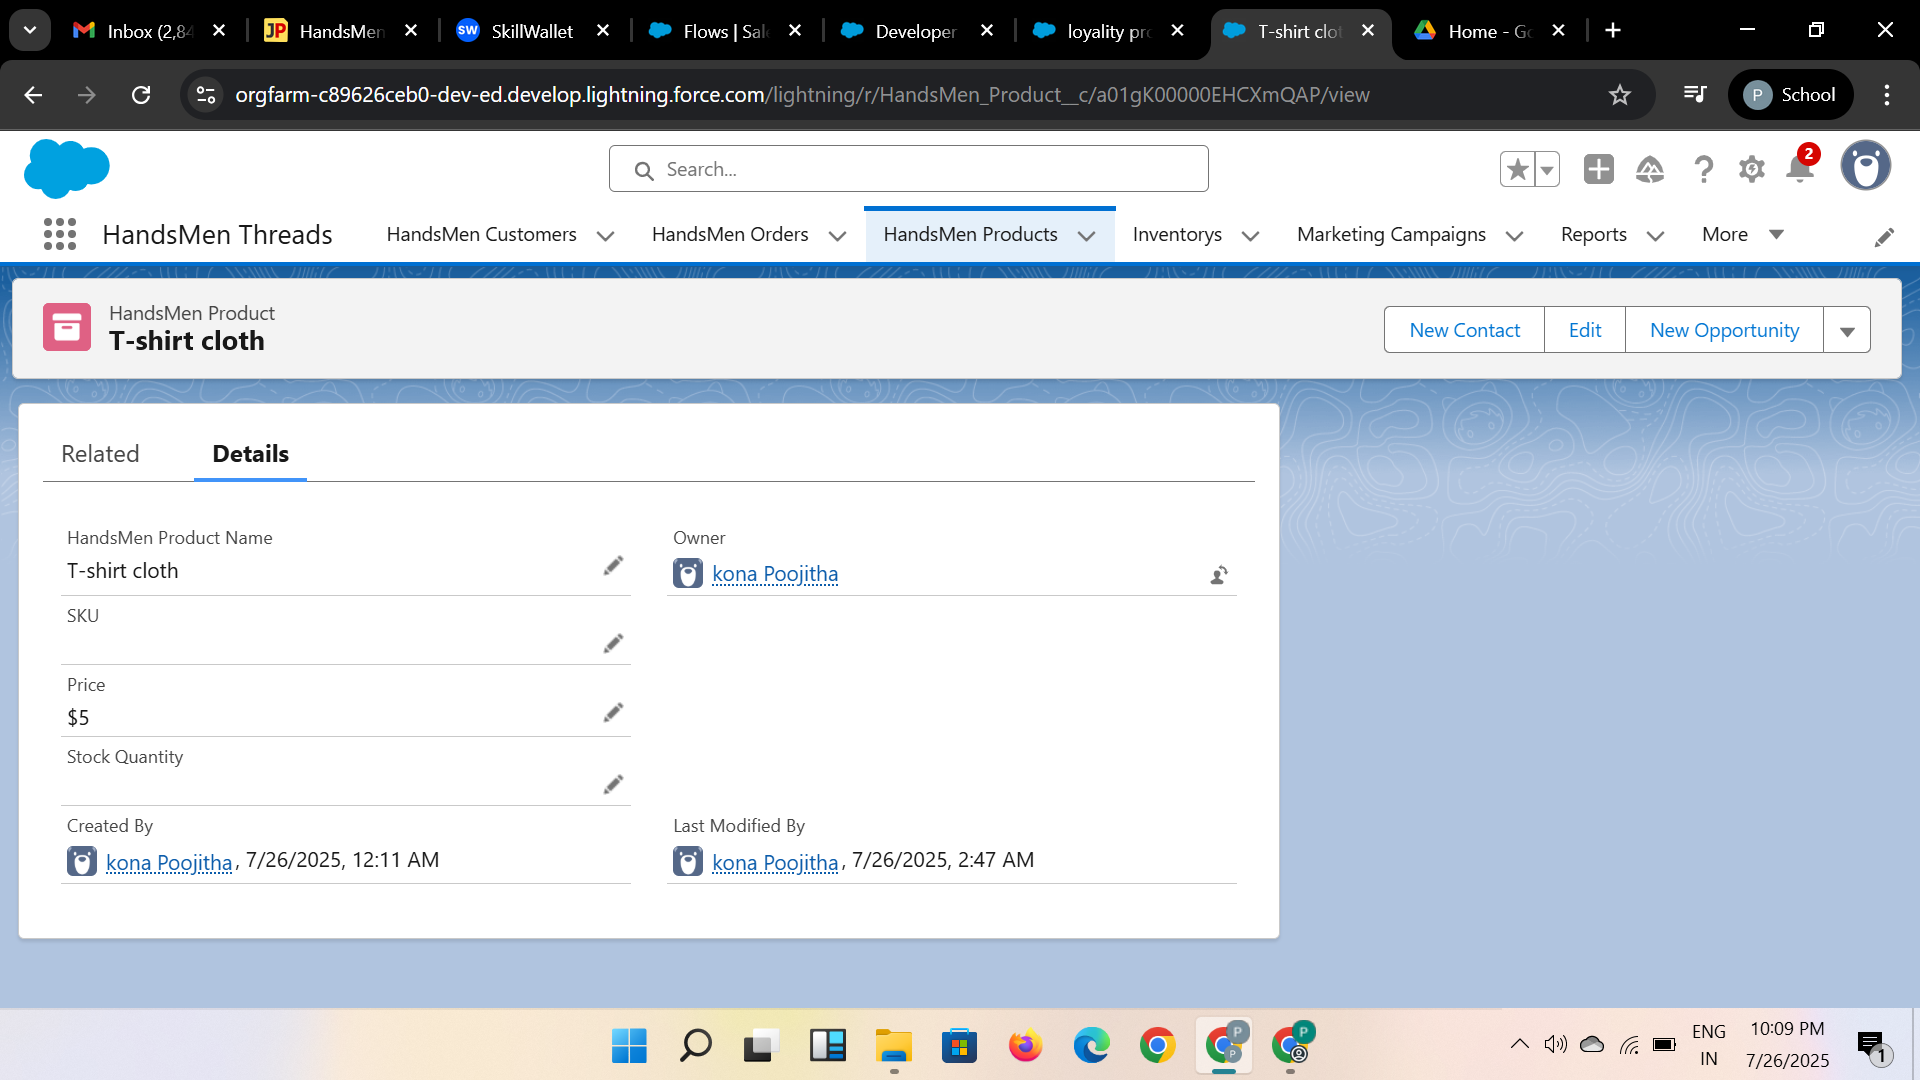 Inbox (2,84
HandsMen
SW SkillWallet
Flows | Sal
Developer
loyality pro
T-shirt clot
Home - Go
orgfarm-c89626ceb0-dev-ed.develop.lightning.force.com/lightning/r/HandsMen_Product__c/a01gK00000EHCXmQAP/view
P School
Search...
2
HandsMen Threads
HandsMen Customers
HandsMen Orders
HandsMen Products
Inventorys
Marketing Campaigns
Reports
More
HandsMen Product
T-shirt cloth
New Contact
Edit
New Opportunity
Related
Details
HandsMen Product Name
T-shirt cloth
Owner
kona Poojitha
SKU
Price
$5
Stock Quantity
Created By
kona Poojitha, 7/26/2025, 12:11 AM
Last Modified By
kona Poojitha, 7/26/2025, 2:47 AM
P
P
P
ENG
IN
10:09 PM
7/26/2025
1